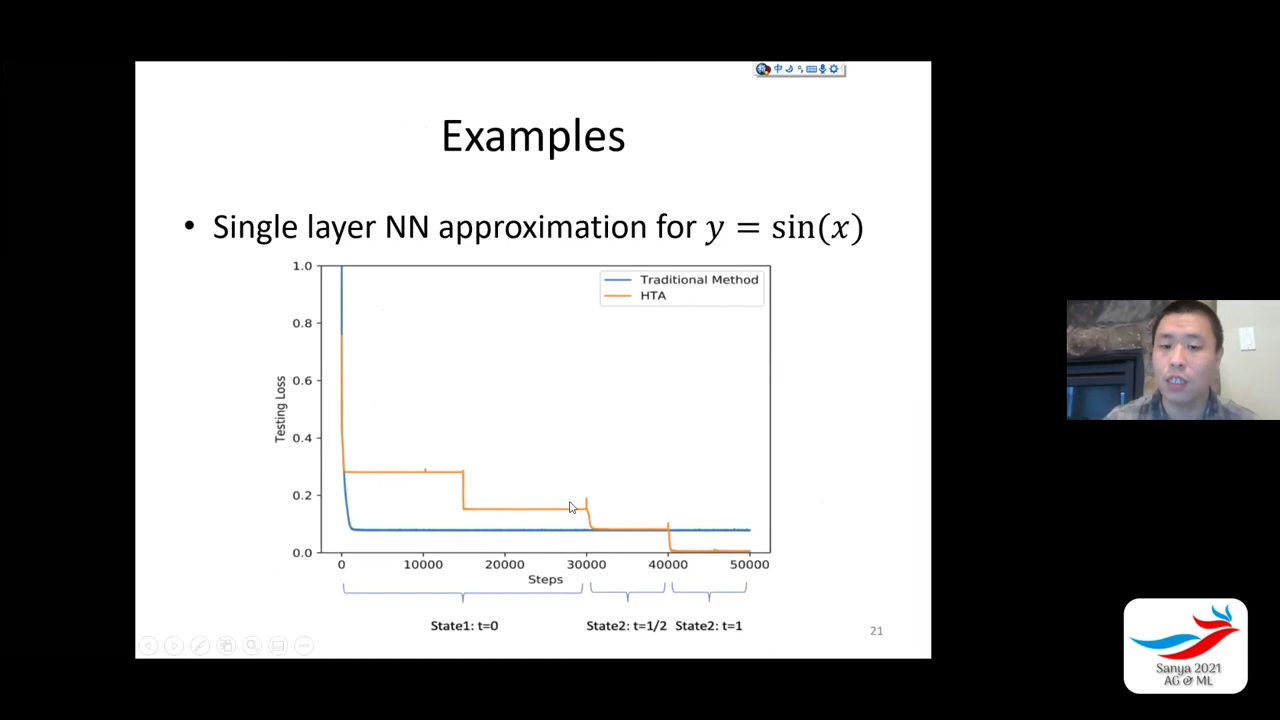 中
Examples
• Single layer NN approximation for y = sin(x)
1.0
0.8
0.6
0.4
0.2
0.0
Testing Loss
Traditional Method
HTA
0 10000 20000 30000 40000 50000
Steps
State1: t=0 State2: t=1/2 State2: t=1
21
Sanya 2021
AG & ML